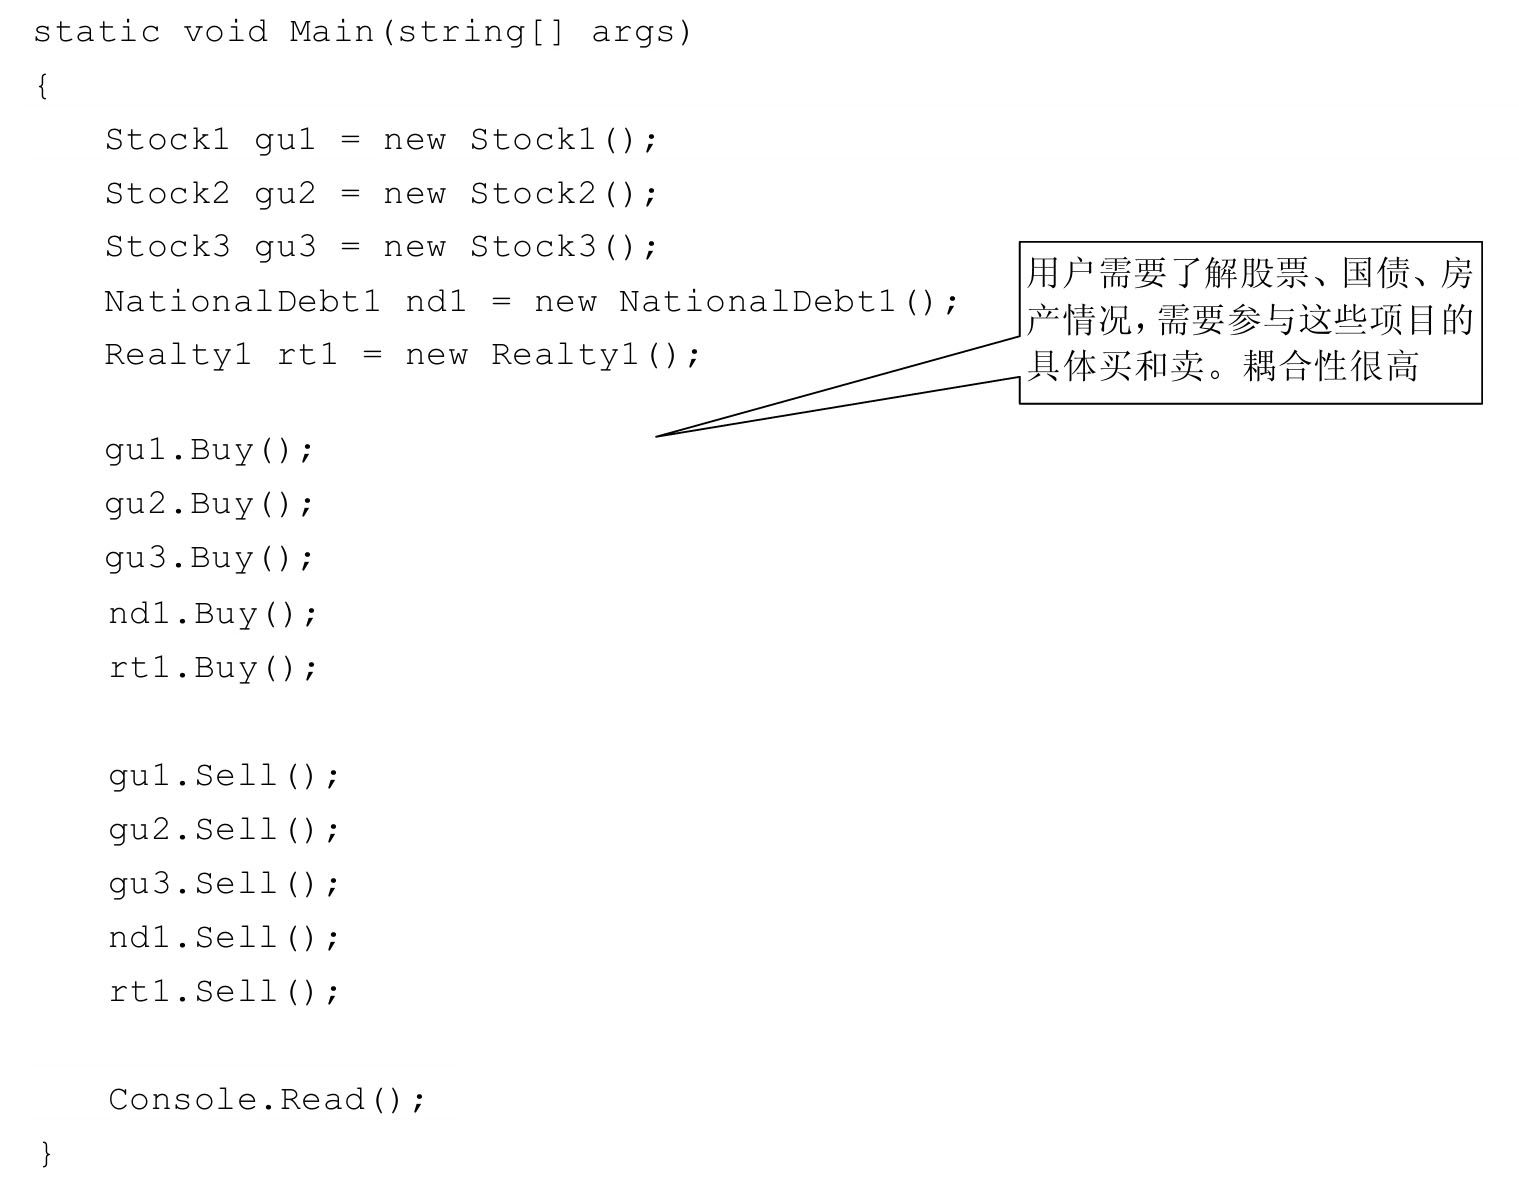 static void Main(string[] args)
{
Stock1 gu1 = new Stock1();
Stock2 gu2 = new Stock2();
Stock3 gu3 = new Stock3();
NationalDebt1 nd1 = new NationalDebt1();
Realty1 rt1 = new Realty1();
用户需要了解股票、国债、房
产情况，需要参与这些项目的
具体买和卖。耦合性很高
gu1.Buy();
gu2.Buy();
gu3.Buy();
nd1.Buy();
rt1.Buy();
gu1.Sell();
gu2.Sell();
gu3.Sell();
nd1.Sell();
rt1.Sell();
Console.Read();
}